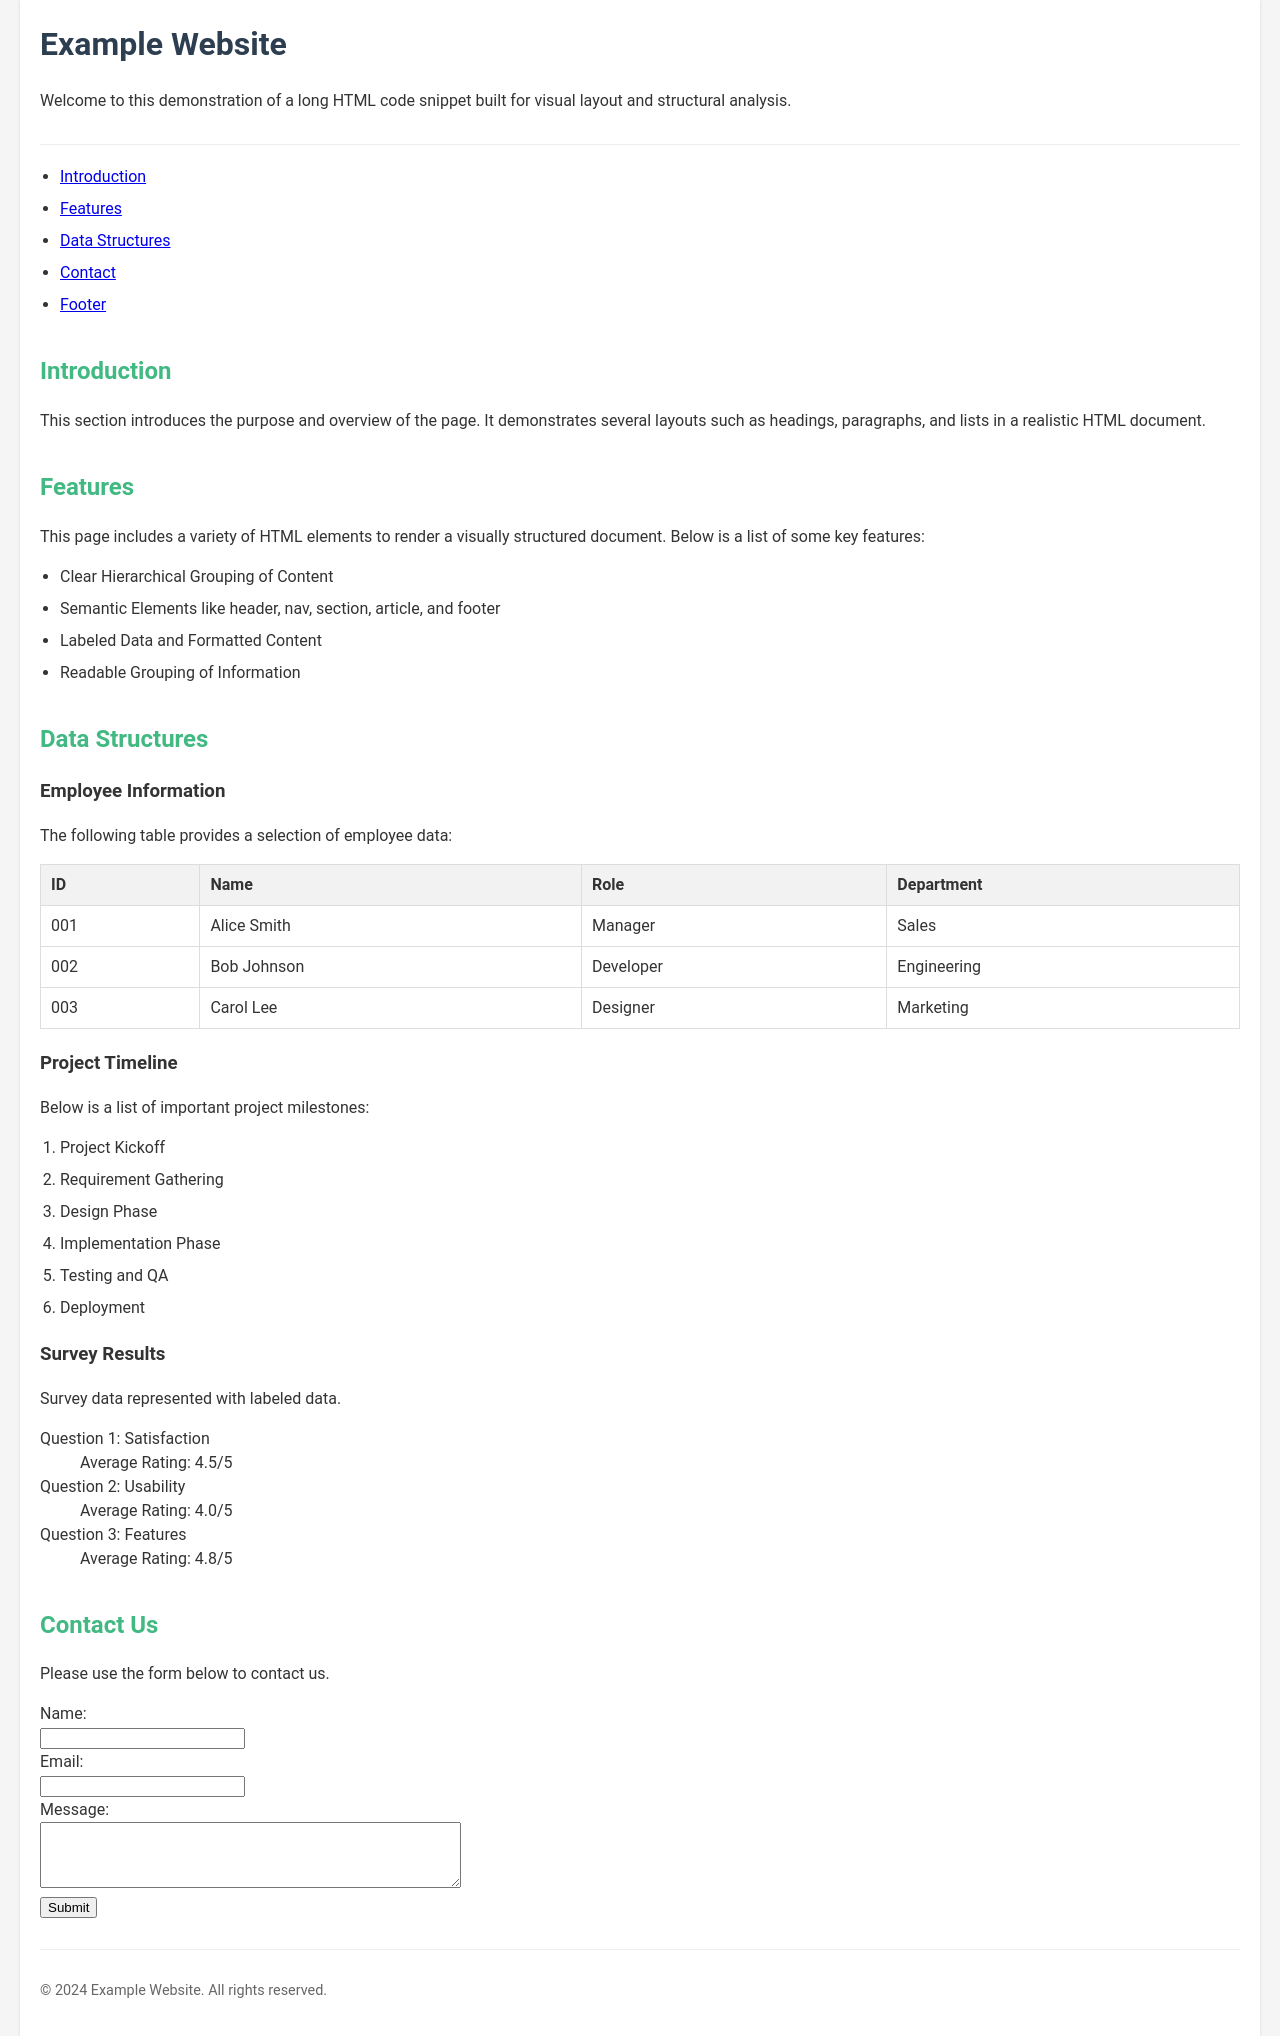 Example Website
Welcome to this demonstration of a long HTML code snippet built for visual layout and structural analysis.
• Introduction
• Features
• Data Structures
• Contact
• Footer
Introduction
This section introduces the purpose and overview of the page. It demonstrates several layouts such as headings, paragraphs, and lists in a realistic HTML document.
Features
This page includes a variety of HTML elements to render a visually structured document. Below is a list of some key features:
• Clear Hierarchical Grouping of Content
• Semantic Elements like header, nav, section, article, and footer
• Labeled Data and Formatted Content
• Readable Grouping of Information
Data Structures
Employee Information
The following table provides a selection of employee data:
ID Name Role Department
001 Alice Smith Manager Sales
002 Bob Johnson Developer Engineering
003 Carol Lee Designer Marketing
Project Timeline
Below is a list of important project milestones:
1. Project Kickoff
2. Requirement Gathering
3. Design Phase
4. Implementation Phase
5. Testing and QA
6. Deployment
Survey Results
Survey data represented with labeled data.
Question 1: Satisfaction
Average Rating: 4.5/5
Question 2: Usability
Average Rating: 4.0/5
Question 3: Features
Average Rating: 4.8/5
Contact Us
Please use the form below to contact us.
Name:
Email:
Message:
Submit
© 2024 Example Website. All rights reserved.